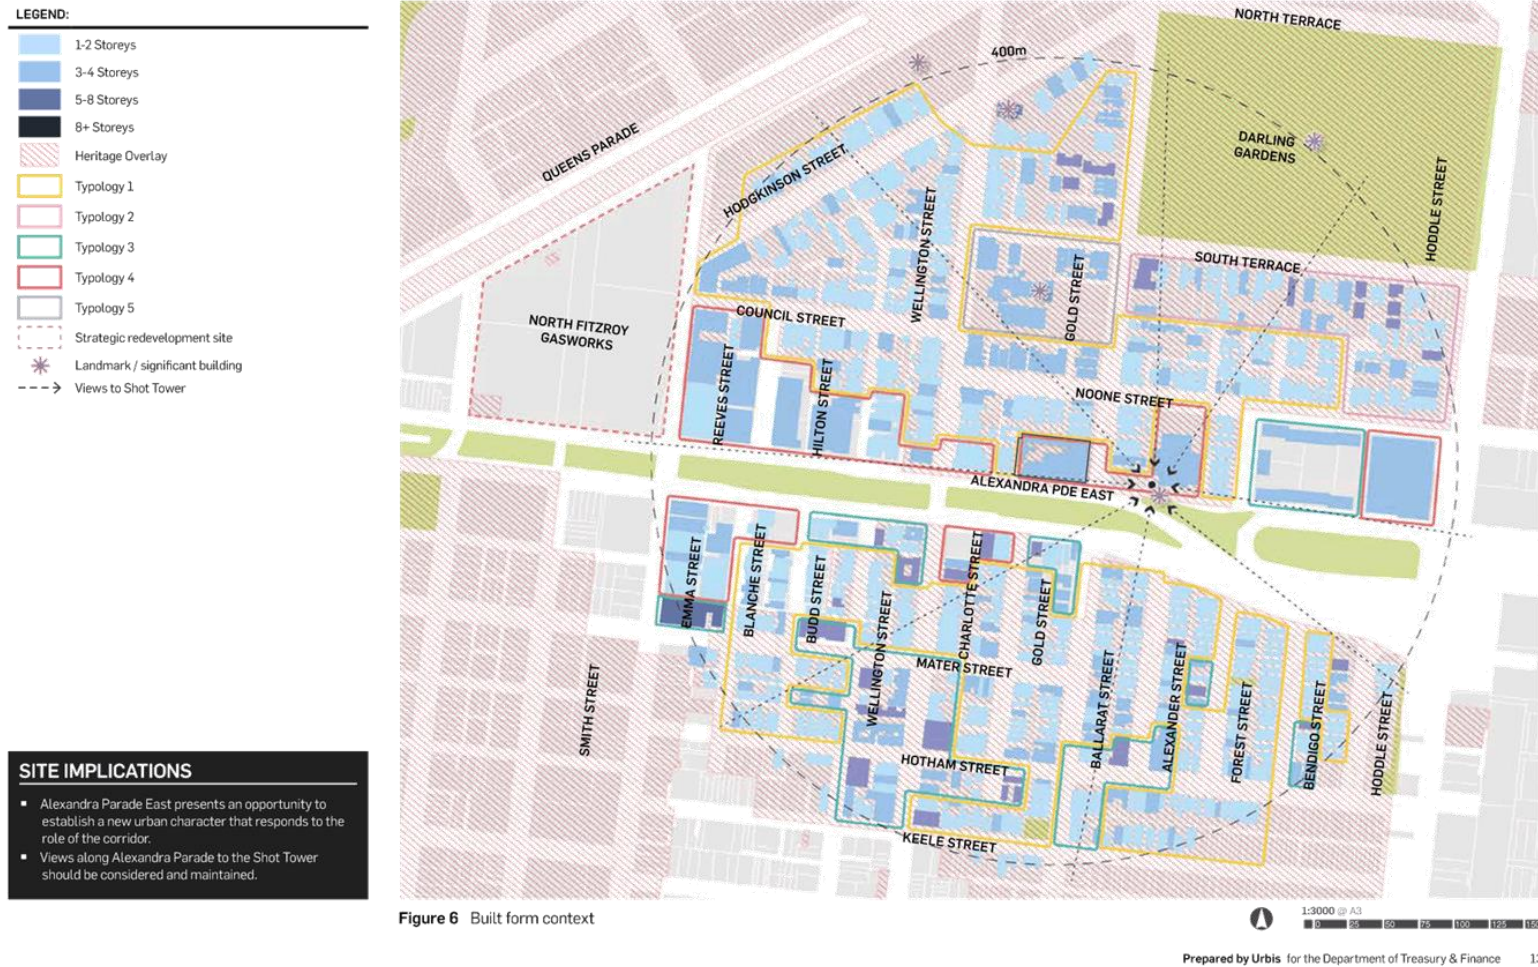 LEGEND:
1-2 Storeys
3-4 Storeys
5-8 Storeys
8+ Storeys
Heritage Overlay
Typology 1
Typology 2
Typology 3
Typology 4
Typology 5
Strategic redevelopment site
Landmark / significant building
Views to Shot Tower
SITE IMPLICATIONS
Alexandra Parade East presents an opportunity to
establish a new urban character that responds to the
role of the corridor.
Views along Alexandra Parade to the Shot Tower
should be considered and maintained.
NORTH TERRACE
400m
QUEENS PARADE
DARLING
GARDENS
HODGKINSON STREET
HODDLE STREET
WELLINGTON STREET
SOUTH TERRACE
GOLD STREET
NORTH FITZROY
GASWORKS
COUNCIL STREET
REEVES STREET
HILTON STREET
NOONE STREET
ALEXANDRA PDE EAST
EMMA STREET
BLANCHE STREET
BUDD STREET
WELLINGTON STREET
CHARLOTTE STREET
GOLD STREET
MATER STREET
BALLARAT STREET
ALEXANDER STREET
FOREST STREET
BENDIGO STREET
HODDLE STREET
SMITH STREET
HOTHAM STREET
KEELE STREET
Figure 6 Built form context
1:3000 @ A3
0 25 50 75 100 125
Prepared by Urbis for the Department of Treasury & Finance